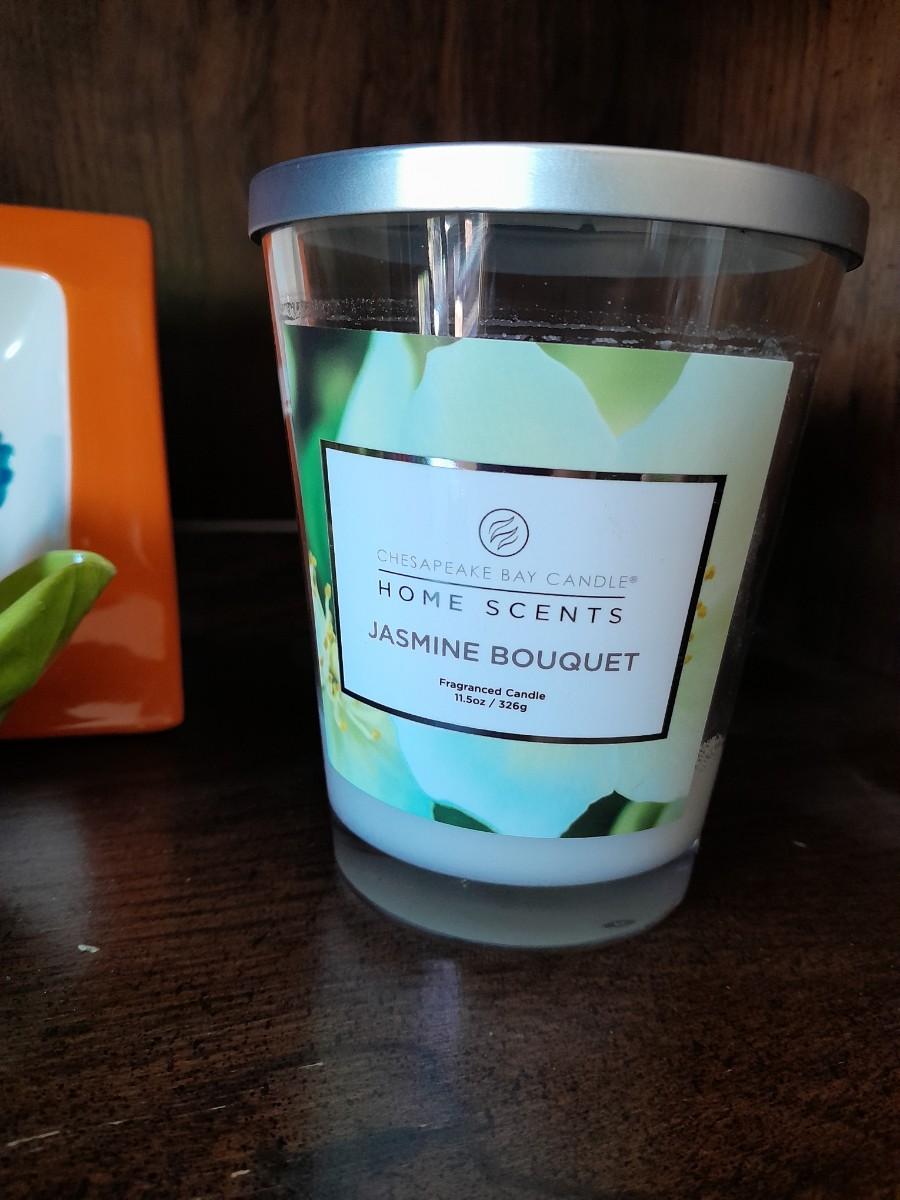 CHESAPEAKE BAY CANDLE®
HOME SCENTS
JASMINE BOUQUET
Fragranced Candle
11.5oz / 326g